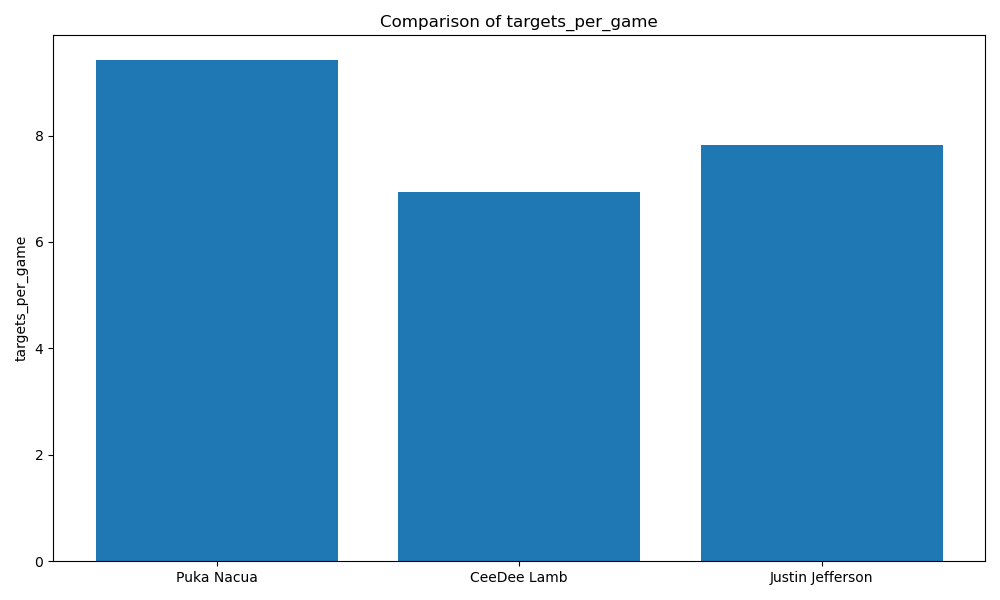 Comparison of targets_per_game
targets_per_game
8
6
4
2
0
Puka Nacua
CeeDee Lamb
Justin Jefferson